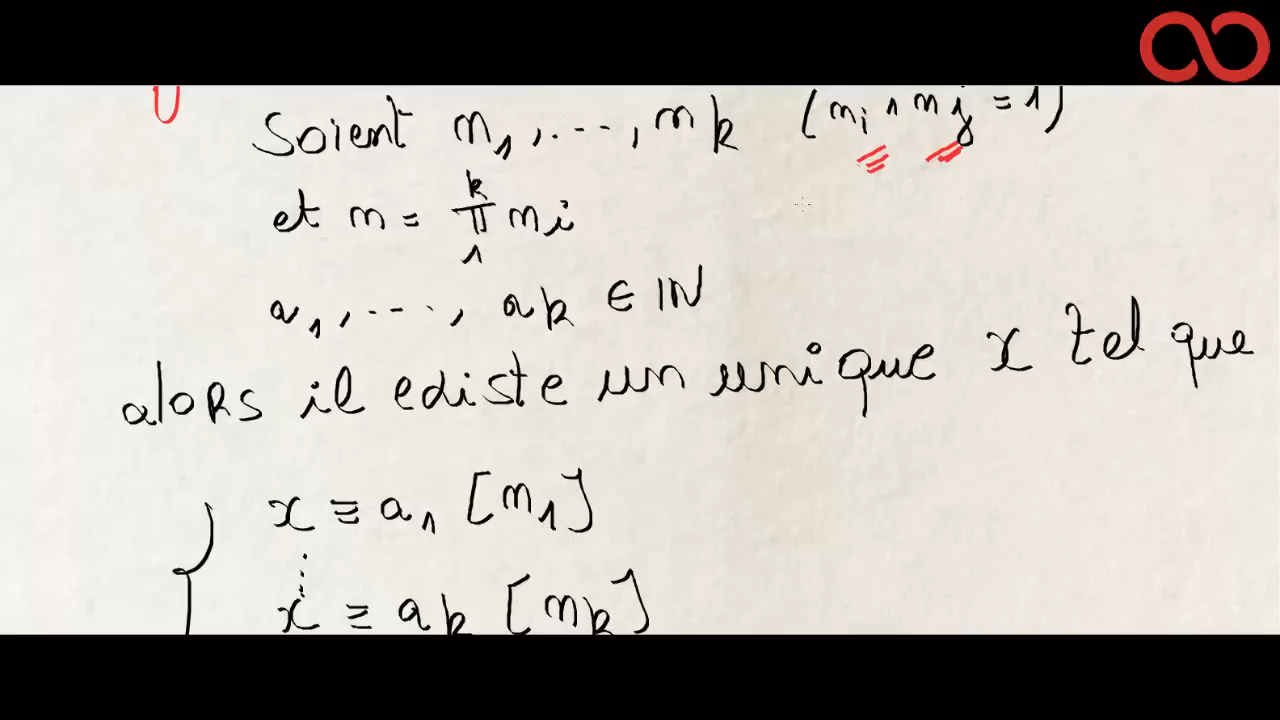 Soient m₁, ..., mk (mi ∧ mj = 1)
et m = ∏₁ᵏ mi
a₁, ..., ak ∈ ℕ
alors il existe un unique x tel que
x ≡ a₁ [m₁]
⋮
x ≡ ak [mk]